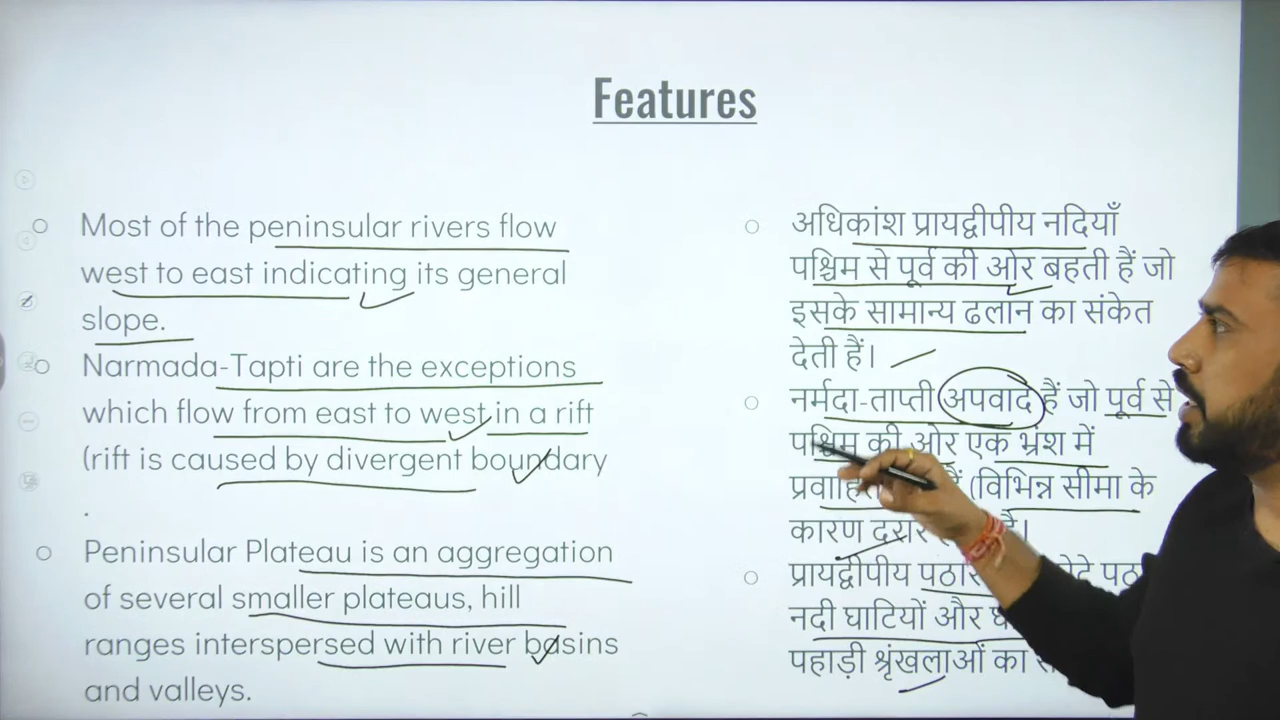 Features
Most of the peninsular rivers flow
west to east indicating its general
slope.
Narmada-Tapti are the exceptions
which flow from east to west in a rift
(rift is caused by divergent boundary
.
Peninsular Plateau is an aggregation
of several smaller plateaus, hill
ranges interspersed with river basins
and valleys.
अधिकांश प्रायद्वीपीय नदियाँ
पश्चिम से पूर्व की ओर बहती हैं जो
इसके सामान्य ढलान का संकेत
देती हैं।
नर्मदा-ताप्ती अपवाद हैं जो पूर्व से
पश्चिम की ओर एक भ्रंश में
(विभिन्न सीमा के
कारण दरार है।
प्रायद्वीपीय
नदी घाटियों और
पहाड़ी श्रृंखलाओं का